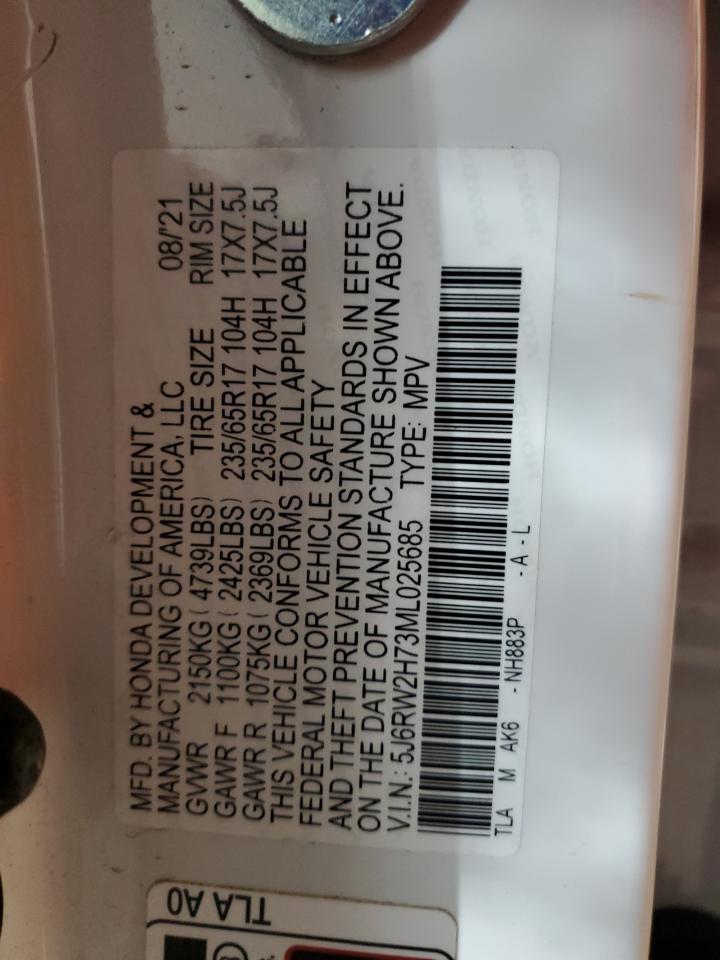 MFD. BY HONDA DEVELOPMENT &
MANUFACTURING OF AMERICA, LLC 08/'21
GVWR 2150KG ( 4739LBS) TIRE SIZE RIM SIZE
GAWR F 1100KG ( 2425LBS) 235/65R17 104H 17X7.5J
GAWR R 1075KG ( 2369LBS) 235/65R17 104H 17X7.5J
THIS VEHICLE CONFORMS TO ALL APPLICABLE
FEDERAL MOTOR VEHICLE SAFETY
AND THEFT PREVENTION STANDARDS IN EFFECT
ON THE DATE OF MANUFACTURE SHOWN ABOVE.
V.I.N.: 5J6RW2H73ML025685 TYPE: MPV
TLA M AK6 - NH883P - A - L
TLA A0